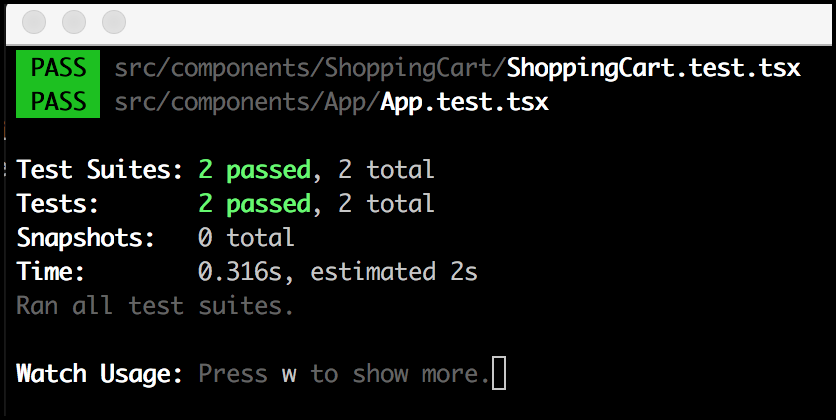 PASS src/components/ShoppingCart/ShoppingCart.test.tsx
PASS src/components/App/App.test.tsx
Test Suites: 2 passed, 2 total
Tests: 2 passed, 2 total
Snapshots: 0 total
Time: 0.316s, estimated 2s
Ran all test suites.
Watch Usage: Press w to show more.